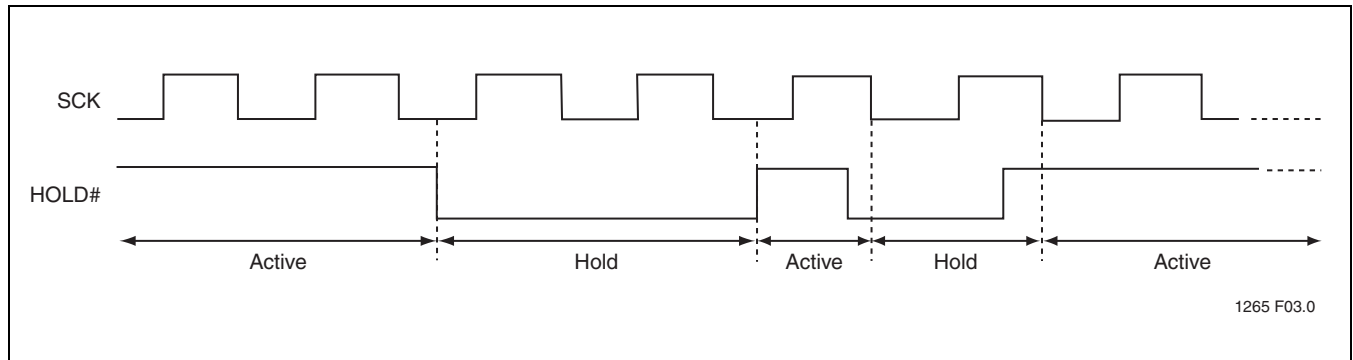 SCK
HOLD#
Active Hold Active Hold Active
1265 F03.0